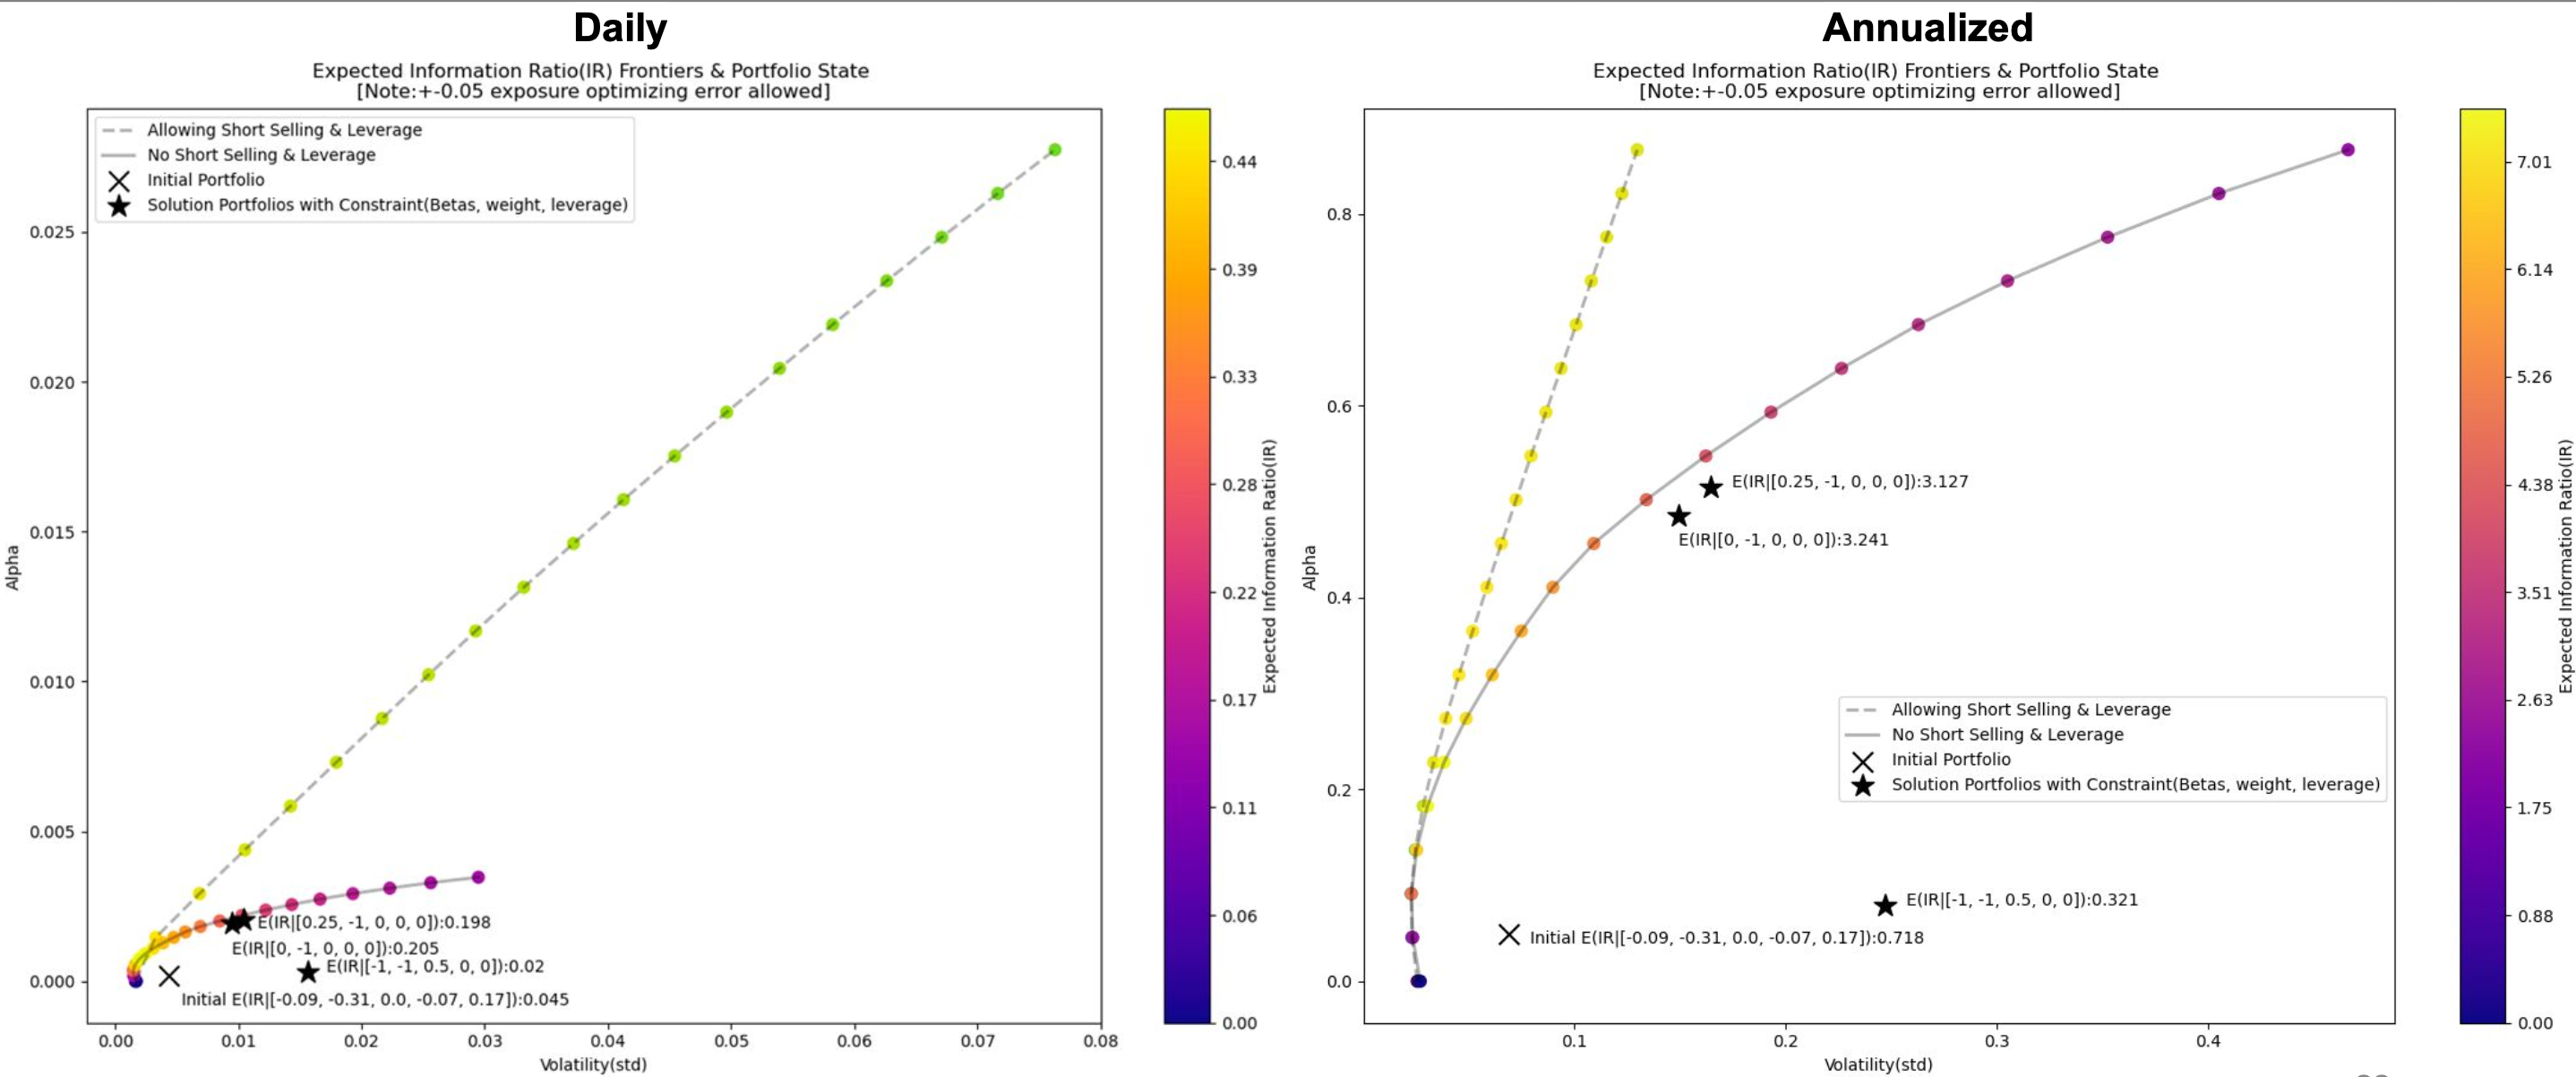 Daily
Expected Information Ratio(IR) Frontiers & Portfolio State
[Note:+-0.05 exposure optimizing error allowed]
Allowing Short Selling & Leverage
No Short Selling & Leverage
Initial Portfolio
Solution Portfolios with Constraint(Betas, weight, leverage)
0.025
0.020
0.015
0.010
0.005
0.000
Alpha
E(IR|[0.25, -1, 0, 0, 0]):0.198
E(IR|[0, -1, 0, 0, 0]):0.205
E(IR|[-1, -1, 0.5, 0, 0]):0.02
Initial E(IR|[-0.09, -0.31, 0.0, -0.07, 0.17]):0.045
0.00 0.01 0.02 0.03 0.04 0.05 0.06 0.07 0.08
Volatility(std)
0.44
0.39
0.33
0.28
0.22
0.17
0.11
0.06
0.00
Expected Information Ratio(IR)
Annualized
Expected Information Ratio(IR) Frontiers & Portfolio State
[Note:+-0.05 exposure optimizing error allowed]
0.8
0.6
0.4
0.2
0.0
Alpha
E(IR|[0.25, -1, 0, 0, 0]):3.127
E(IR|[0, -1, 0, 0, 0]):3.241
Allowing Short Selling & Leverage
No Short Selling & Leverage
Initial Portfolio
Solution Portfolios with Constraint(Betas, weight, leverage)
E(IR|[-1, -1, 0.5, 0, 0]):0.321
Initial E(IR|[-0.09, -0.31, 0.0, -0.07, 0.17]):0.718
0.1 0.2 0.3 0.4
Volatility(std)
7.01
6.14
5.26
4.38
3.51
2.63
1.75
0.88
0.00
Expected Information Ratio(IR)